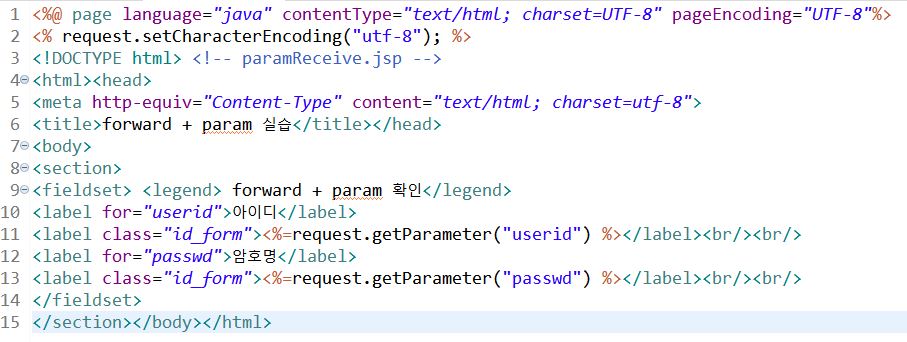 1 <%@ page language="java" contentType="text/html; charset=UTF-8" pageEncoding="UTF-8"%>
2 <% request.setCharacterEncoding("utf-8"); %>
3 <!DOCTYPE html> <!-- paramReceive.jsp -->
4 <html><head>
5 <meta http-equiv="Content-Type" content="text/html; charset=utf-8">
6 <title>forward + param 실습</title></head>
7 <body>
8 <section>
9 <fieldset> <legend> forward + param 확인</legend>
10 <label for="userid">아이디</label>
11 <label class="id_form"><%=request.getParameter("userid") %></label><br/><br/>
12 <label for="passwd">암호명</label>
13 <label class="id_form"><%=request.getParameter("passwd") %></label><br/><br/>
14 </fieldset>
15 </section></body></html>